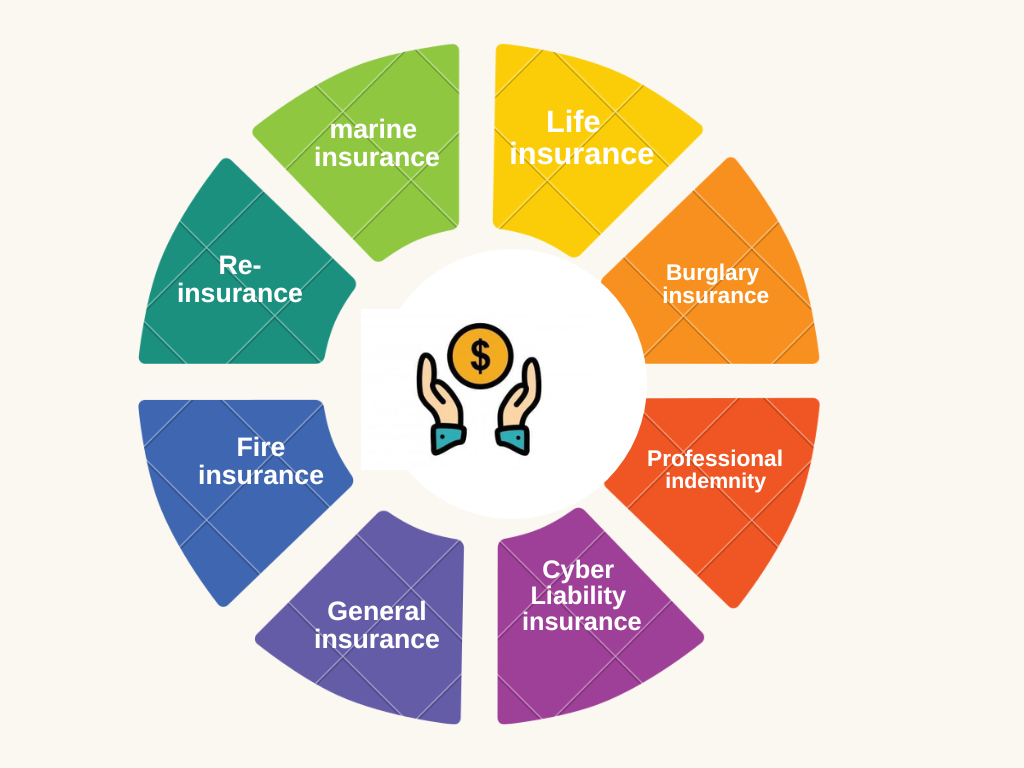 marine
insurance
Life
insurance
Burglary
insurance
Professional
indemnity
Cyber
Liability
insurance
General
insurance
Fire
insurance
Re-
insurance
$